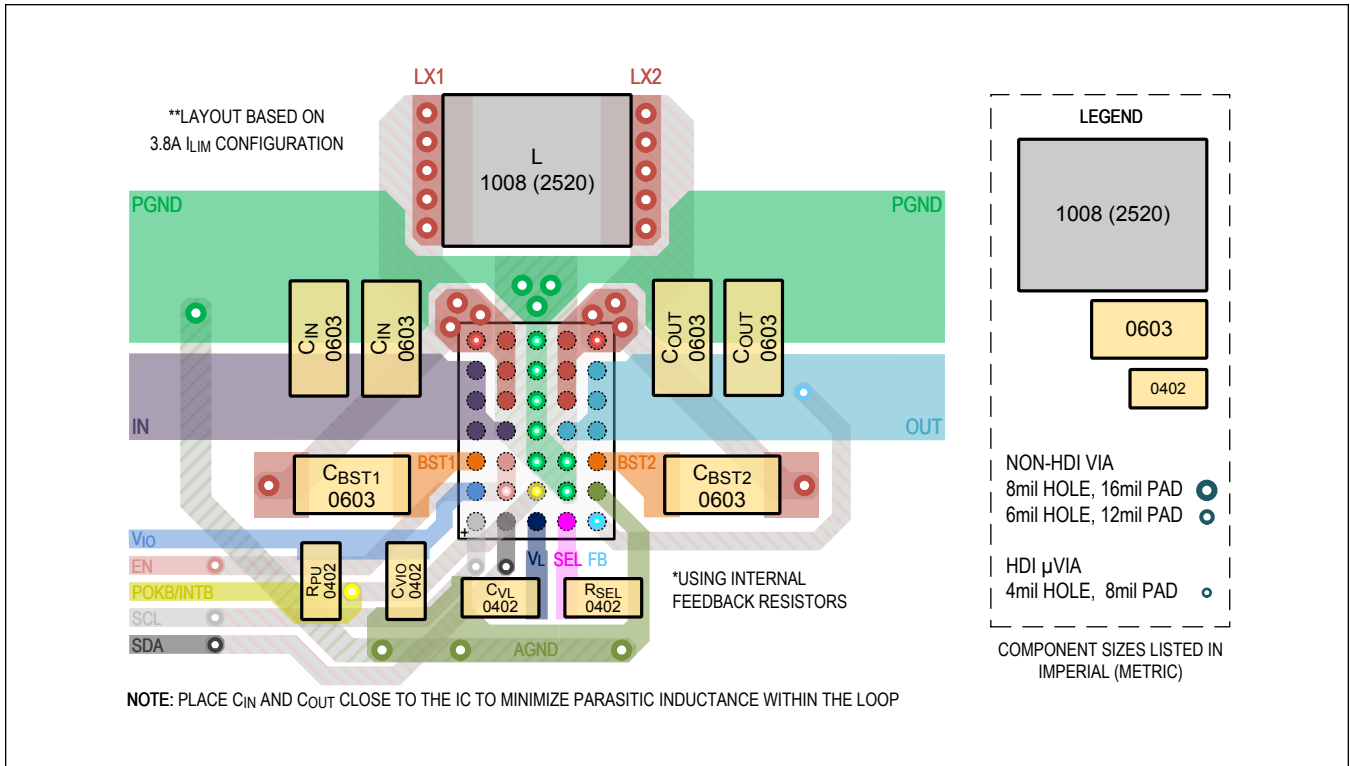 LX1
LX2
**LAYOUT BASED ON
3.8A ILIM CONFIGURATION
L
1008 (2520)
PGND
PGND
CIN
0603
CIN
0603
COUT
0603
COUT
0603
IN
OUT
BST1
BST2
CBST1
0603
CBST2
0603
VIO
EN
POKB/INTB
SCL
SDA
RPU
0402
CVIO
0402
+
VL
SEL
FB
CVL
0402
RSEL
0402
*USING INTERNAL
FEEDBACK RESISTORS
AGND
NOTE: PLACE CIN AND COUT CLOSE TO THE IC TO MINIMIZE PARASITIC INDUCTANCE WITHIN THE LOOP
LEGEND
1008 (2520)
0603
0402
NON-HDI VIA
8mil HOLE, 16mil PAD
6mil HOLE, 12mil PAD
HDI µVIA
4mil HOLE, 8mil PAD
COMPONENT SIZES LISTED IN
IMPERIAL (METRIC)